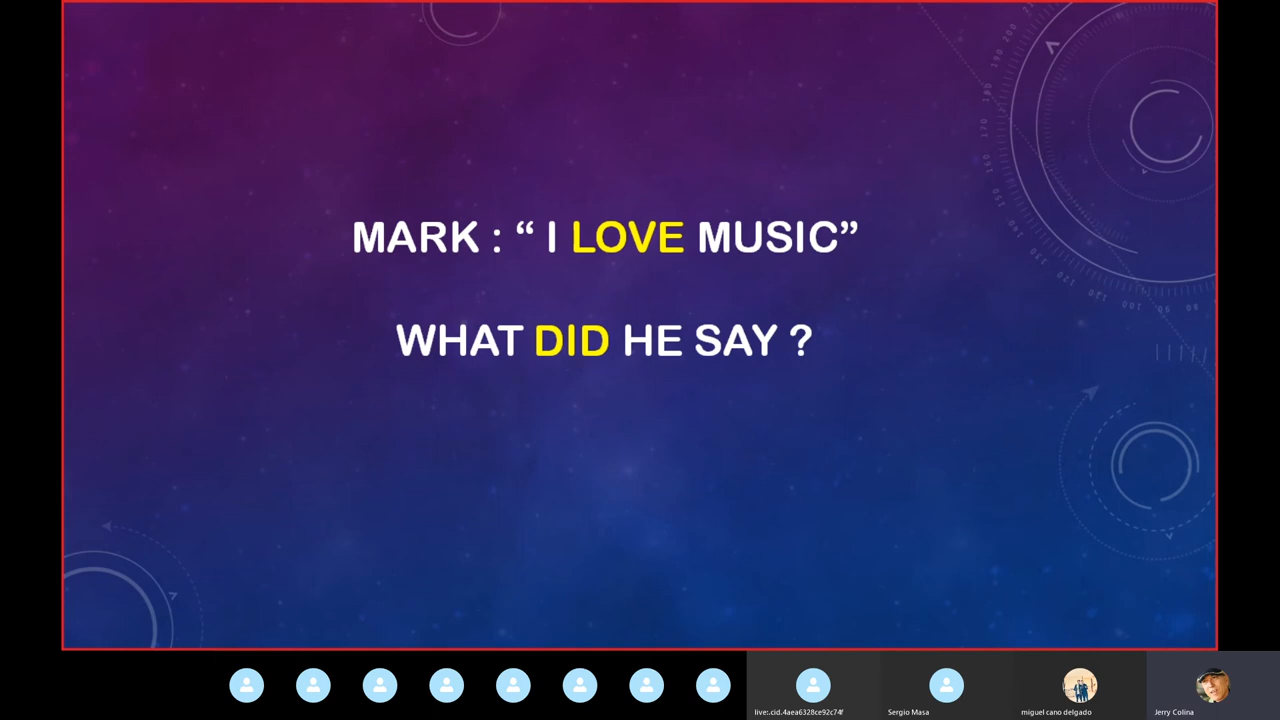 MARK : “ I LOVE MUSIC”
WHAT DID HE SAY ?
live:.cid.4aea6328ce92c74f
Sergio Masa
miguel cano delgado
Jerry Colina